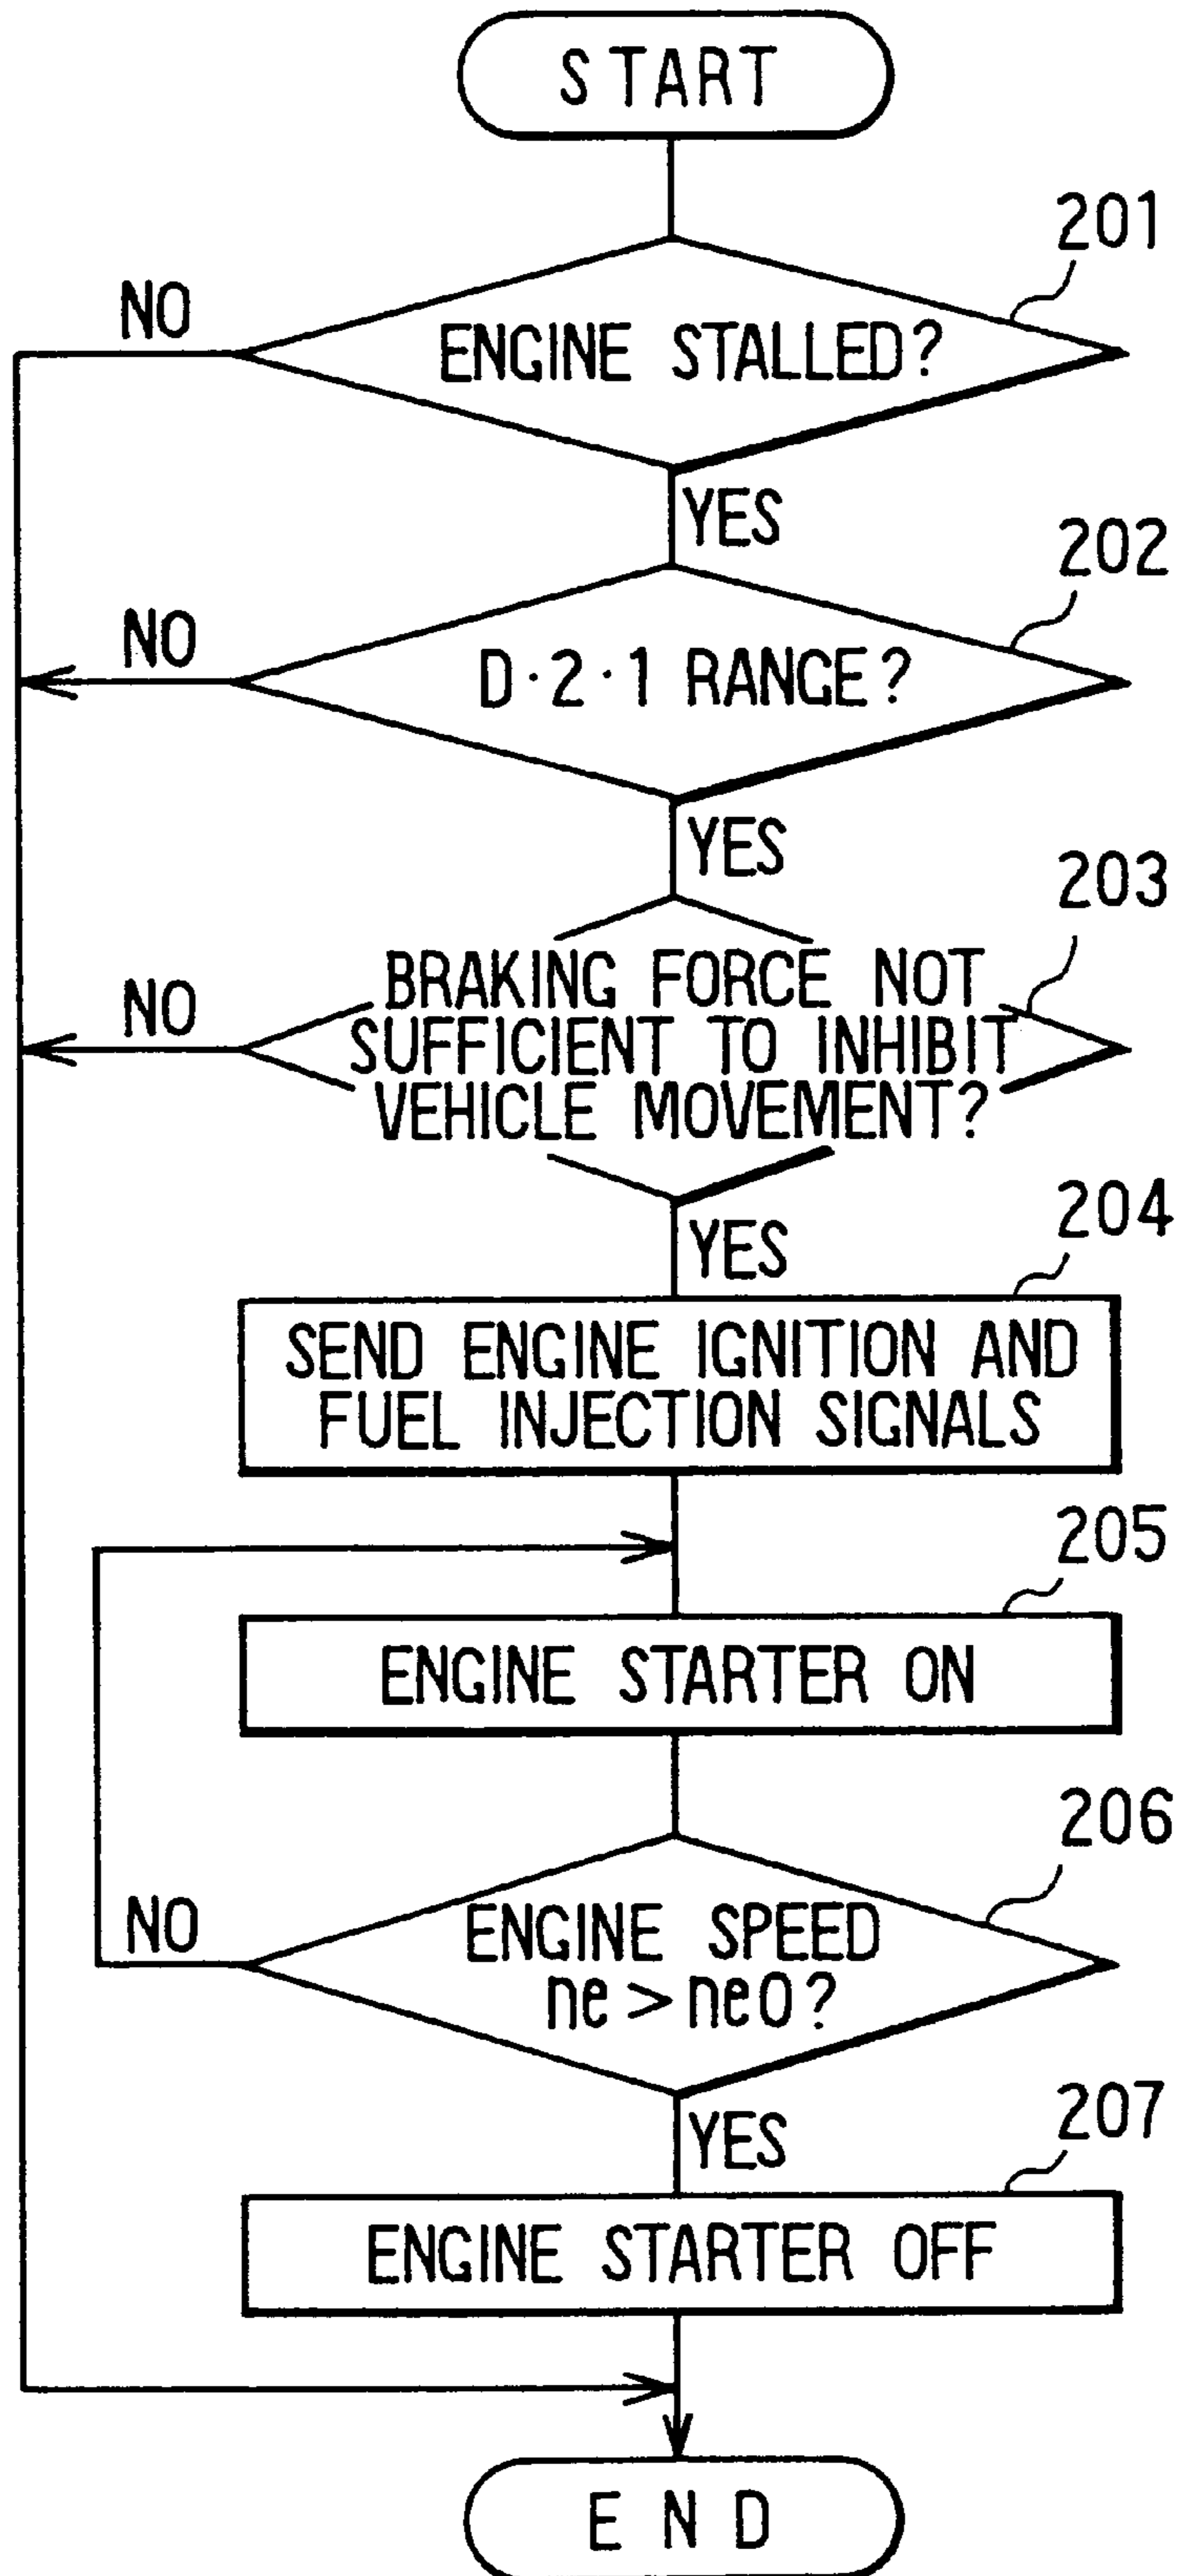 START
201
NO
ENGINE STALLED?
YES
202
NO
D·2·1 RANGE?
YES
203
NO
BRAKING FORCE NOT
SUFFICIENT TO INHIBIT
VEHICLE MOVEMENT?
YES
204
SEND ENGINE IGNITION AND
FUEL INJECTION SIGNALS
205
ENGINE STARTER ON
206
NO
ENGINE SPEED
ne > ne0?
YES
207
ENGINE STARTER OFF
END